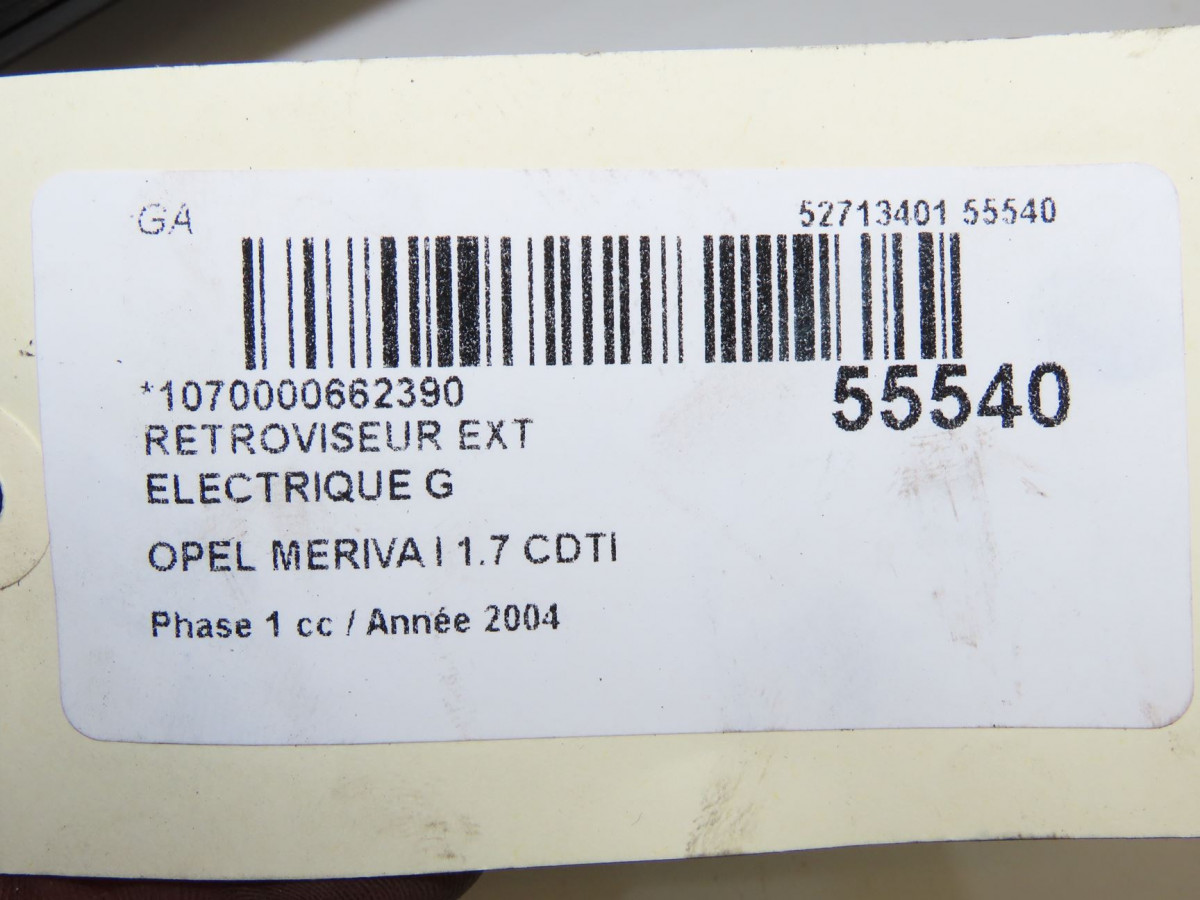 GA
52713401 55540
*1070000662390
55540
RETROVISEUR EXT
ELECTRIQUE G
OPEL MERIVA I 1.7 CDTI
Phase 1 cc / Année 2004